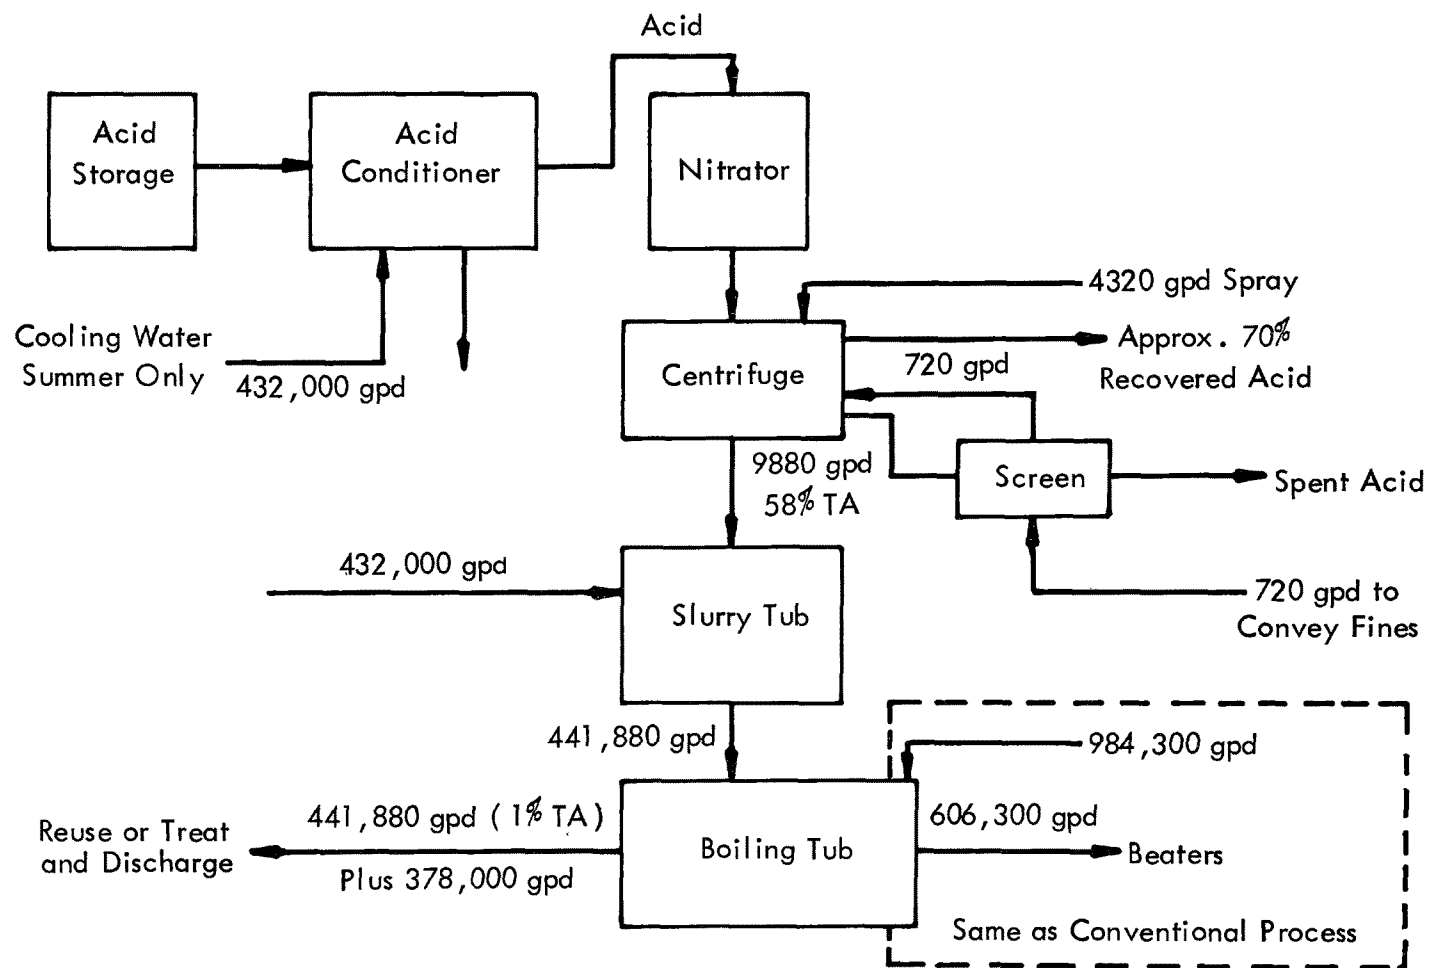 Acid
Acid
Storage
Acid
Conditioner
Nitrator
4320 gpd Spray
Cooling Water
Summer Only
432,000 gpd
Centrifuge
Approx. 70%
Recovered Acid
720 gpd
9880 gpd
58% TA
Screen
Spent Acid
432,000 gpd
Slurry Tub
720 gpd to
Convey Fines
441,880 gpd
984,300 gpd
Reuse or Treat
and Discharge
441,880 gpd (1% TA)
Plus 378,000 gpd
Boiling Tub
606,300 gpd
Beaters
Same as Conventional Process